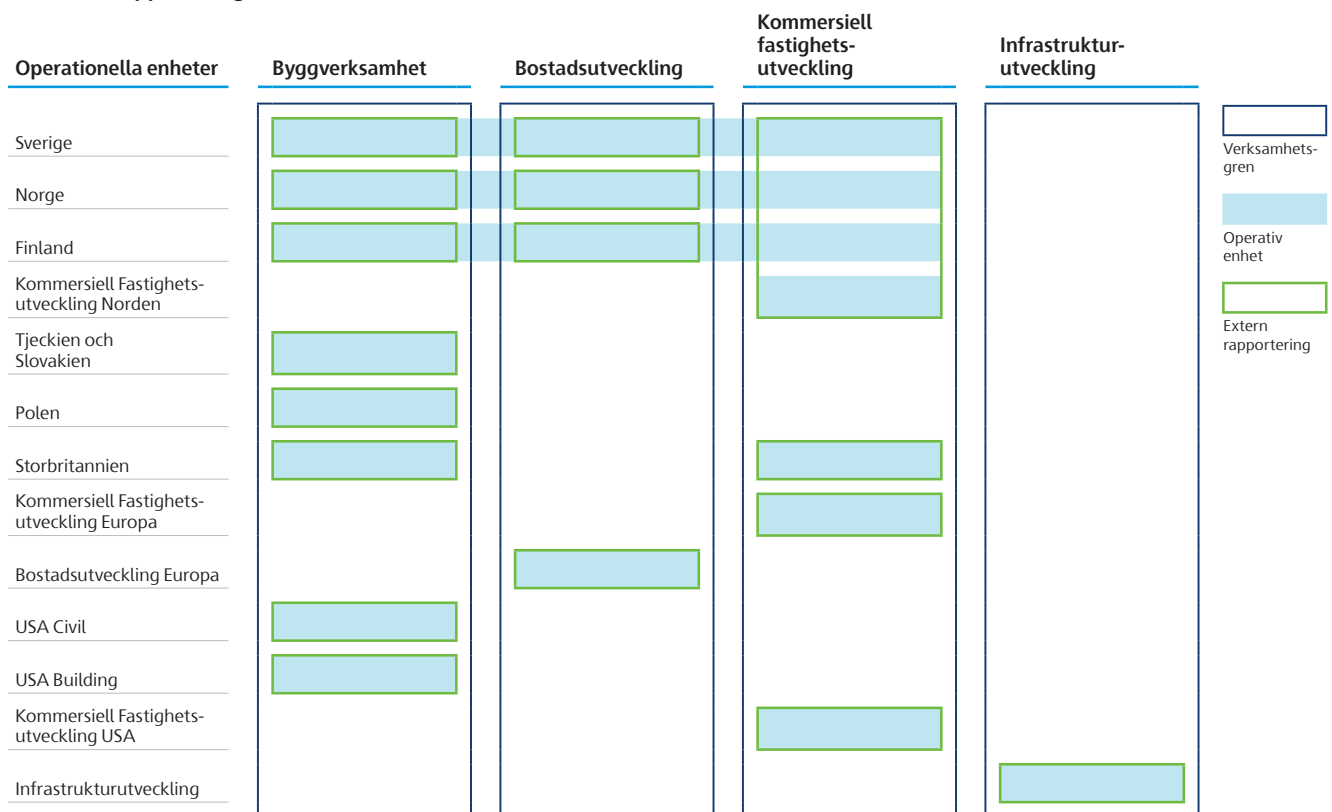 Kommersiell
fastighets-
utveckling
Infrastruktur-
utveckling
Operationella enheter
Byggverksamhet
Bostadsutveckling
Sverige
Norge
Finland
Kommersiell Fastighets-
utveckling Norden
Tjeckien och
Slovakien
Polen
Storbritannien
Kommersiell Fastighets-
utveckling Europa
Bostadsutveckling Europa
USA Civil
USA Building
Kommersiell Fastighets-
utveckling USA
Infrastrukturutveckling
Verksamhets-
gren
Operativ
enhet
Extern
rapportering